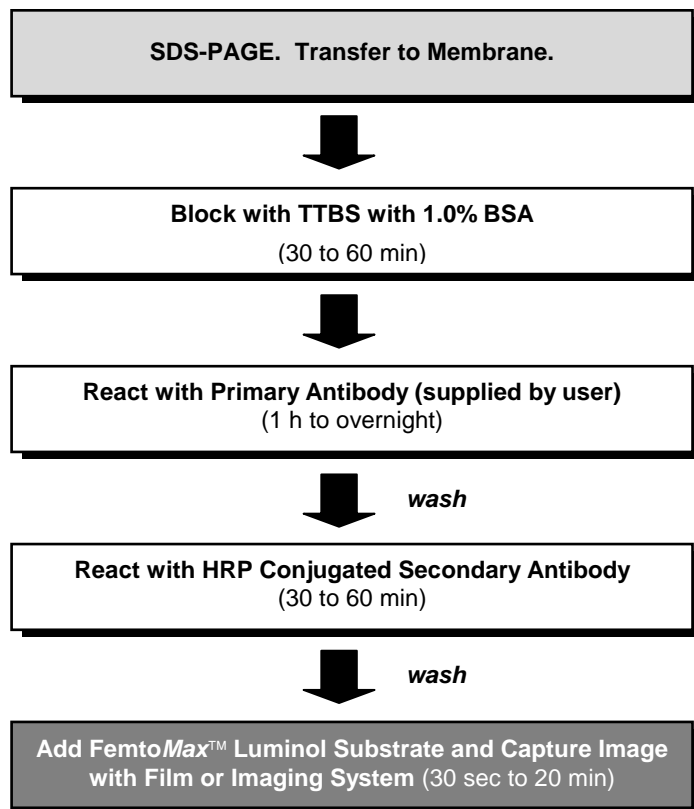 SDS-PAGE.  Transfer to Membrane.
Block with TTBS with 1.0% BSA
(30 to 60 min)
React with Primary Antibody (supplied by user)
(1 h to overnight)
wash
React with HRP Conjugated Secondary Antibody
(30 to 60 min)
wash
Add FemtoMax™ Luminol Substrate and Capture Image
with Film or Imaging System (30 sec to 20 min)